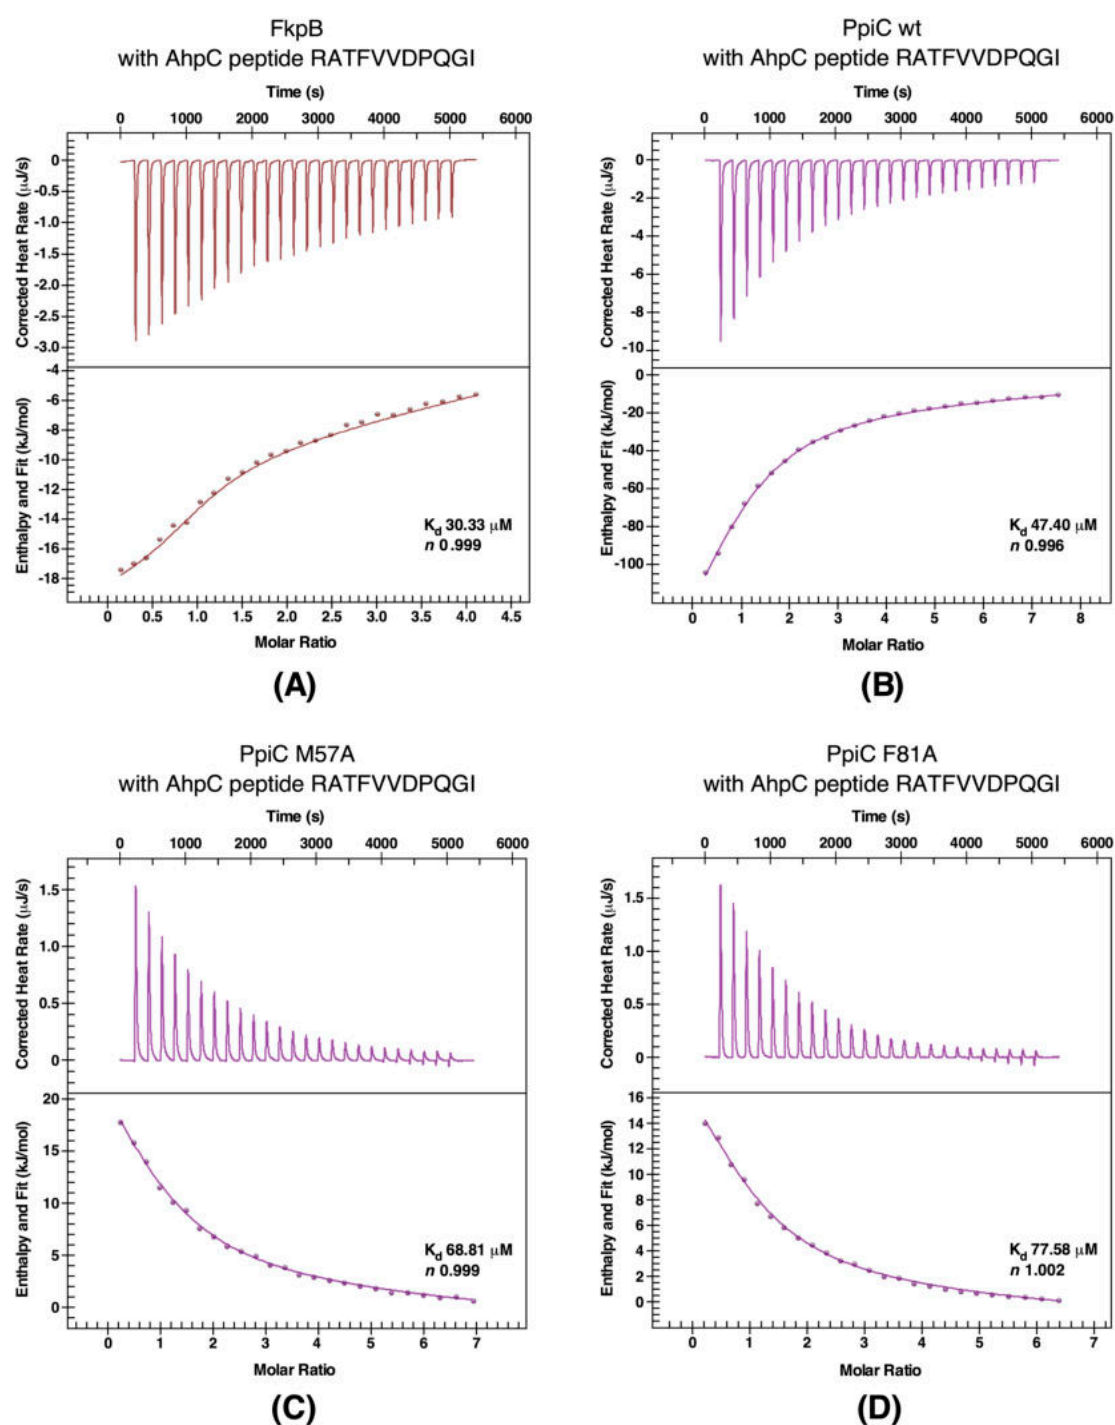 FkpB
with AhpC peptide RATFVVDPQGI
Time (s)
0 1000 2000 3000 4000 5000 6000
Corrected Heat Rate (µJ/s)
0
-0.5
-1.0
-1.5
-2.0
-2.5
-3.0
Enthalpy and Fit (kJ/mol)
-4
-6
-8
-10
-12
-14
-16
-18
Kd 30.33 µM
n 0.999
0 0.5 1.0 1.5 2.0 2.5 3.0 3.5 4.0 4.5
Molar Ratio
(A)
PpiC wt
with AhpC peptide RATFVVDPQGI
Time (s)
0 1000 2000 3000 4000 5000 6000
Corrected Heat Rate (µJ/s)
0
-2
-4
-6
-8
-10
Enthalpy and Fit (kJ/mol)
0
-20
-40
-60
-80
-100
Kd 47.40 µM
n 0.996
0 1 2 3 4 5 6 7 8
Molar Ratio
(B)
PpiC M57A
with AhpC peptide RATFVVDPQGI
Time (s)
0 1000 2000 3000 4000 5000 6000
Corrected Heat Rate (µJ/s)
1.5
1.0
0.5
0
Enthalpy and Fit (kJ/mol)
20
15
10
5
0
Kd 68.81 µM
n 0.999
0 1 2 3 4 5 6 7
Molar Ratio
(C)
PpiC F81A
with AhpC peptide RATFVVDPQGI
Time (s)
0 1000 2000 3000 4000 5000 6000
Corrected Heat Rate (µJ/s)
1.5
1.0
0.5
0
Enthalpy and Fit (kJ/mol)
16
14
12
10
8
6
4
2
0
Kd 77.58 µM
n 1.002
0 1 2 3 4 5 6 7
Molar Ratio
(D)